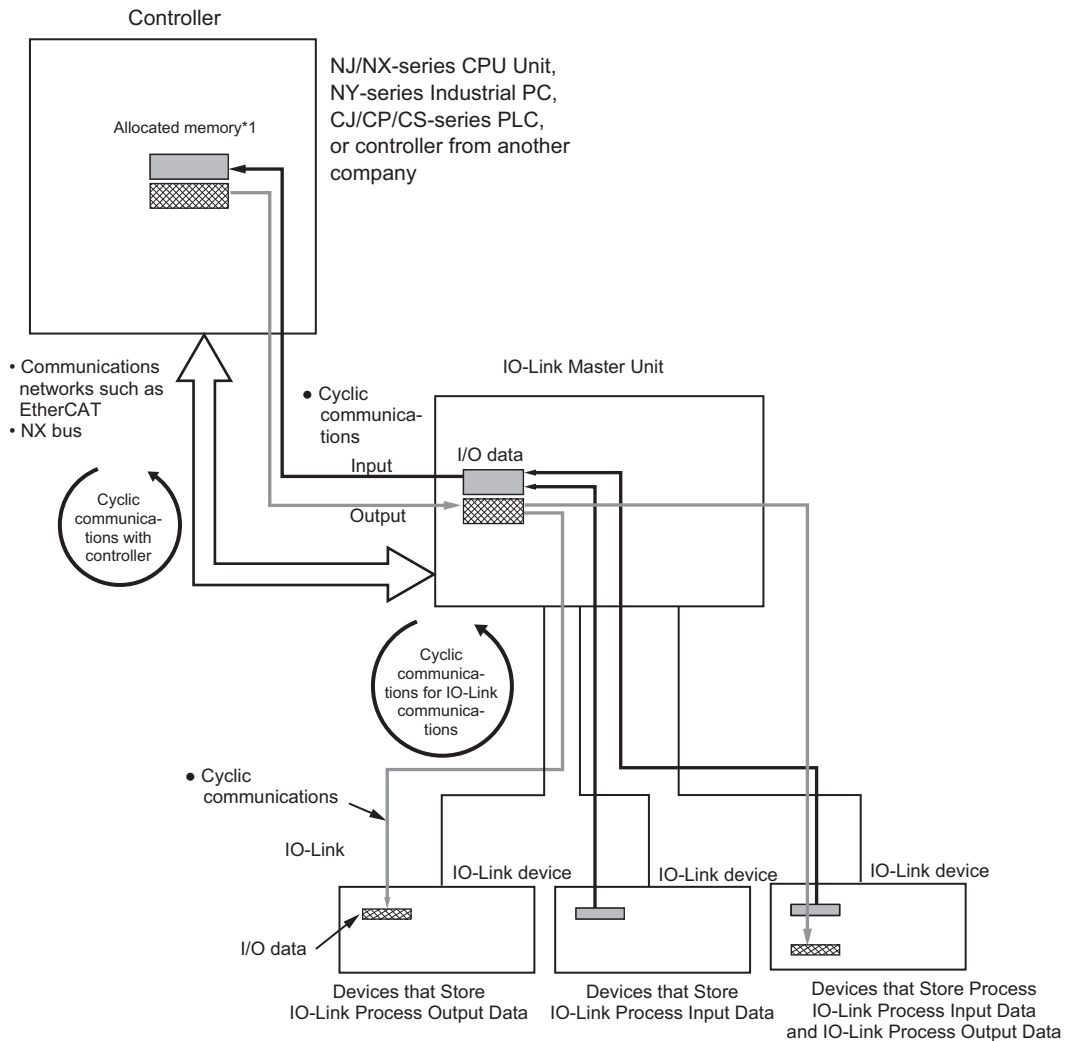 Controller
NJ/NX-series CPU Unit,
NY-series Industrial PC,
CJ/CP/CS-series PLC,
or controller from another
company
Allocated memory*1
• Communications
networks such as
EtherCAT
• NX bus
Cyclic
communica-
tions with
controller
● Cyclic
communica-
tions
Input
Output
IO-Link Master Unit
I/O data
Cyclic
communica-
tions for IO-Link
communica-
tions
● Cyclic
communications
IO-Link
I/O data
IO-Link device
IO-Link device
IO-Link device
Devices that Store
IO-Link Process Output Data
Devices that Store
IO-Link Process Input Data
Devices that Store Process
IO-Link Process Input Data
and IO-Link Process Output Data